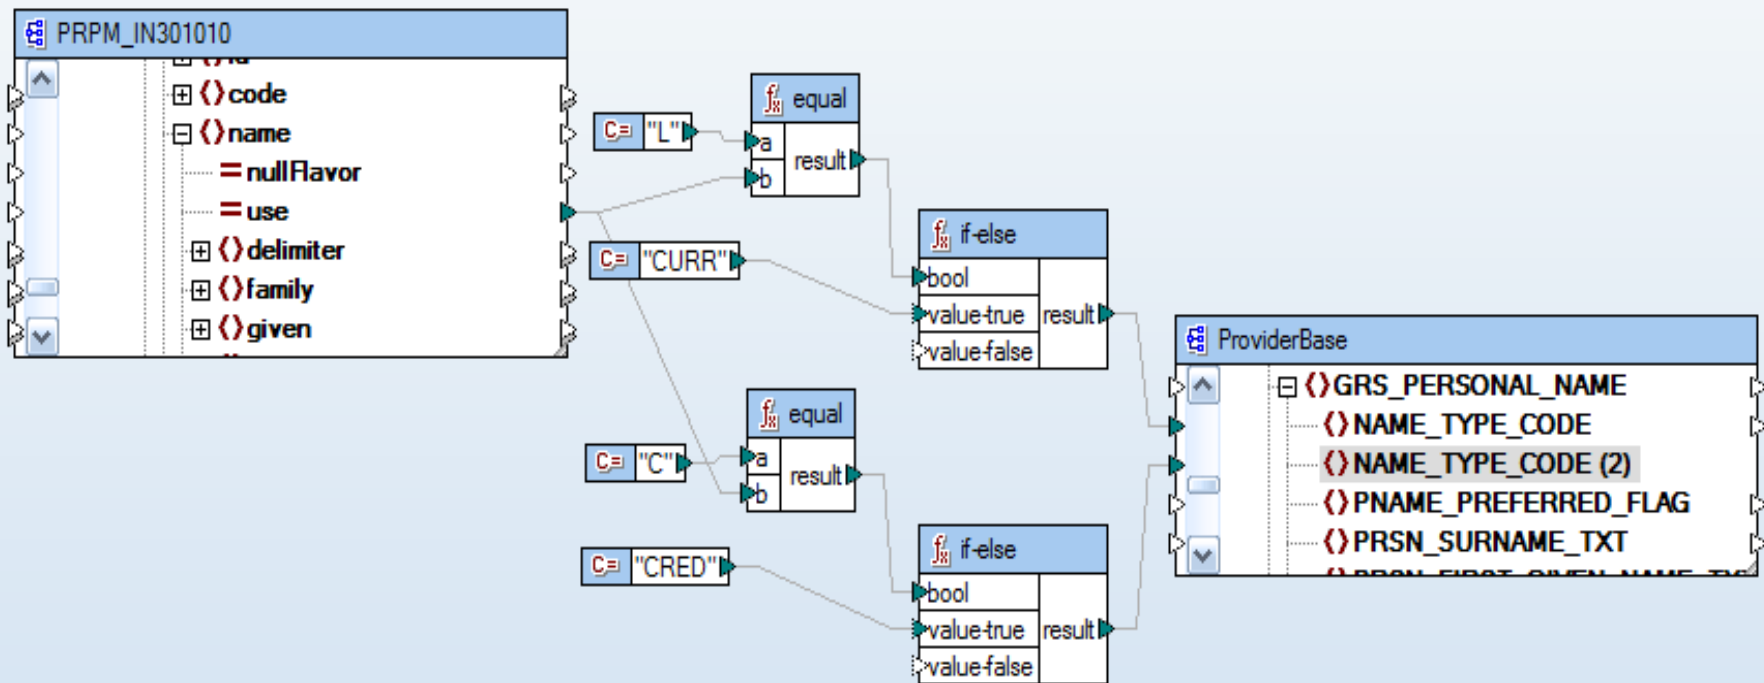 PRPM_IN301010
code
name
nullFlavor
use
delimiter
family
given
C= "L"
equal
a
b
result
C= "CURR"
if-else
bool
value-true
value-false
result
C= "C"
equal
a
b
result
C= "CRED"
if-else
bool
value-true
value-false
result
ProviderBase
GRS_PERSONAL_NAME
NAME_TYPE_CODE
NAME_TYPE_CODE (2)
PNAME_PREFERRED_FLAG
PRSN_SURNAME_TXT